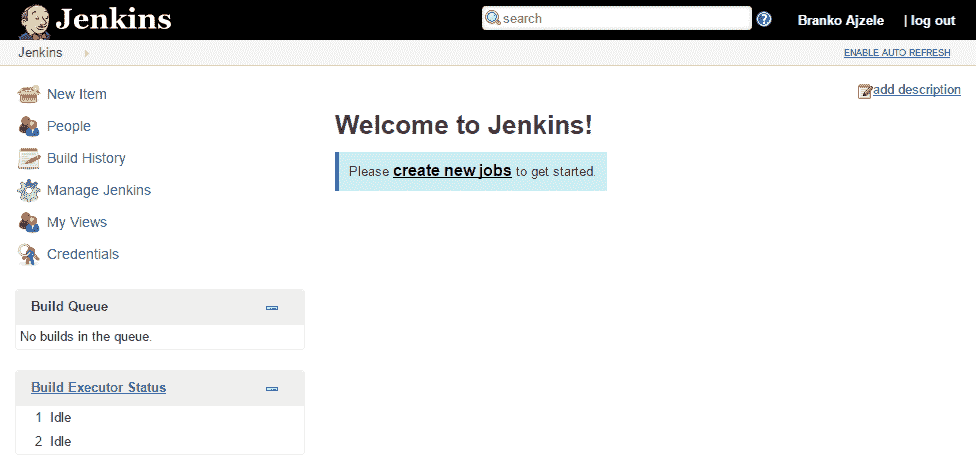 Jenkins search Branko Ajzele | log out
Jenkins ENABLE AUTO REFRESH
add description
New Item
People
Build History
Manage Jenkins
My Views
Credentials
Welcome to Jenkins!
Please create new jobs to get started.
Build Queue
No builds in the queue.
Build Executor Status
1 Idle
2 Idle